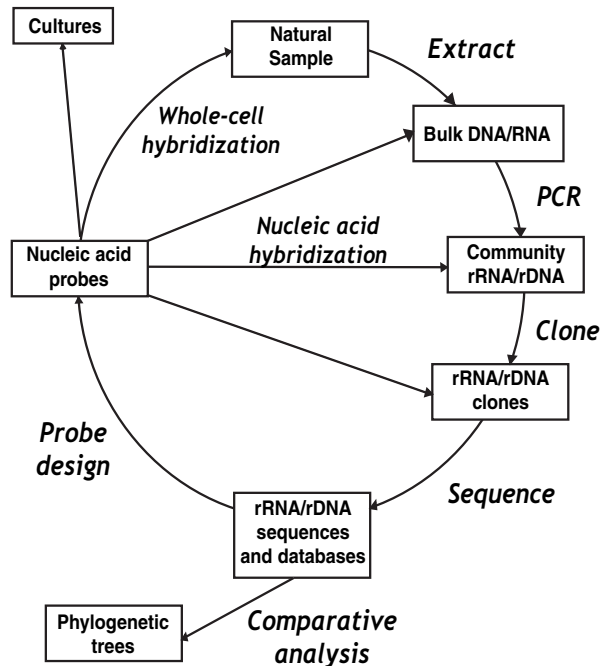 Cultures
Natural
Sample
Extract
Whole-cell
hybridization
Bulk DNA/RNA
PCR
Nucleic acid
hybridization
Nucleic acid
probes
Community
rRNA/rDNA
Clone
rRNA/rDNA
clones
Probe
design
Sequence
rRNA/rDNA
sequences
and databases
Phylogenetic
trees
Comparative
analysis